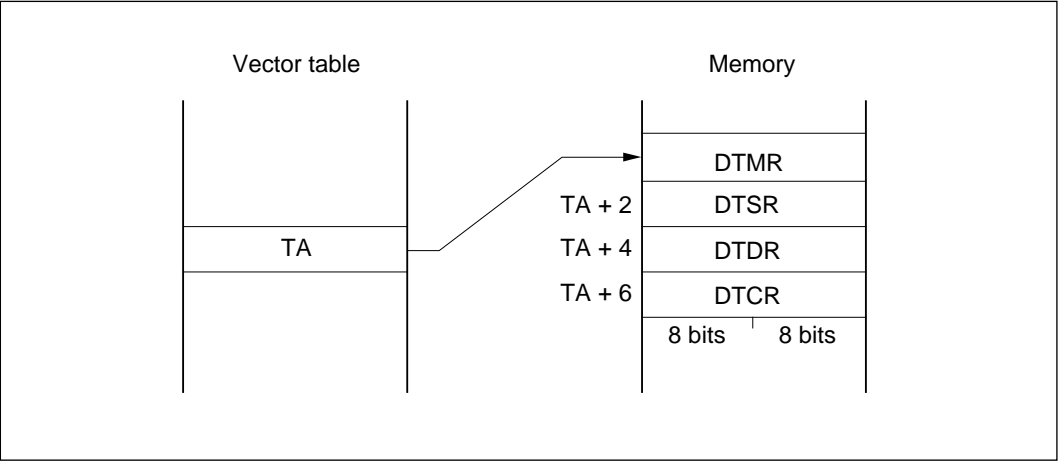 Vector table
Memory
DTMR
TA + 2 DTSR
TA TA + 4 DTDR
TA + 6 DTCR
8 bits 8 bits